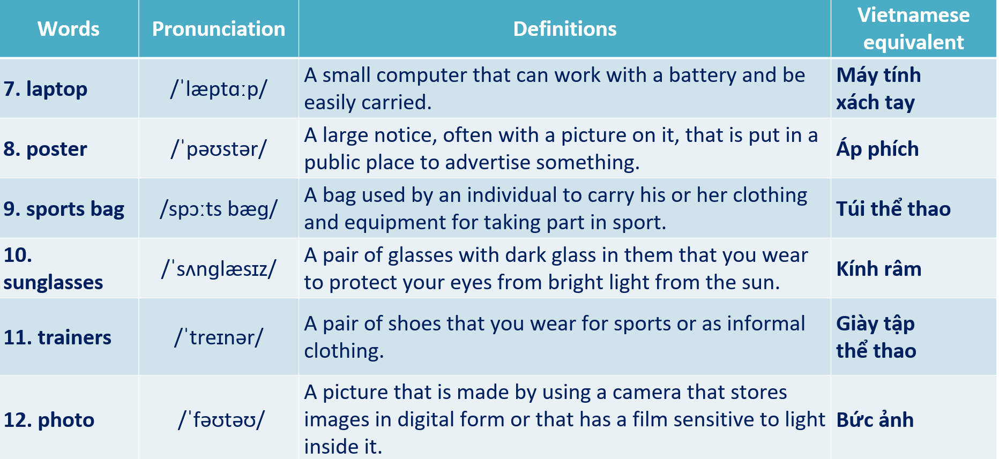 Words
Pronunciation
Definitions
Vietnamese
equivalent
7. laptop
/ˈlæptɑːp/
A small computer that can work with a battery and be
easily carried.
Máy tính
xách tay
8. poster
/ˈpəʊstər/
A large notice, often with a picture on it, that is put in a
public place to advertise something.
Áp phích
9. sports bag
/spɔːts bæg/
A bag used by an individual to carry his or her clothing
and equipment for taking part in sport.
Túi thể thao
10.
sunglasses
/ˈsʌnglæsɪz/
A pair of glasses with dark glass in them that you wear
to protect your eyes from bright light from the sun.
Kính râm
11. trainers
/ˈtreɪnər/
A pair of shoes that you wear for sports or as informal
clothing.
Giày tập
thể thao
12. photo
/ˈfəʊtəʊ/
A picture that is made by using a camera that stores
images in digital form or that has a film sensitive to light
inside it.
Bức ảnh